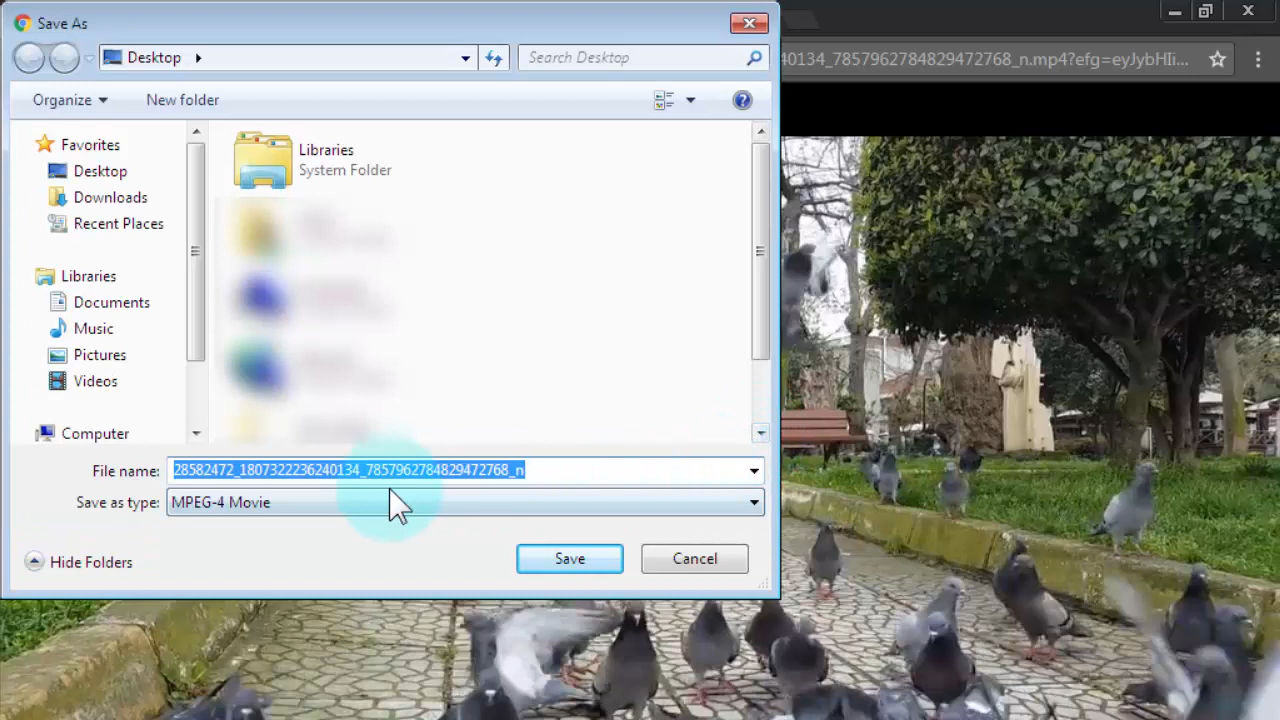 Save As
Desktop
Search Desktop
40134_7857962784829472768_n.mp4?efg=eyJybHIi...
Organize
New folder
Favorites
Desktop
Downloads
Recent Places
Libraries
Documents
Music
Pictures
Videos
Computer
Libraries
System Folder
File name: 28582472_1807322236240134_7857962784829472768_n
Save as type: MPEG-4 Movie
Hide Folders
Save
Cancel